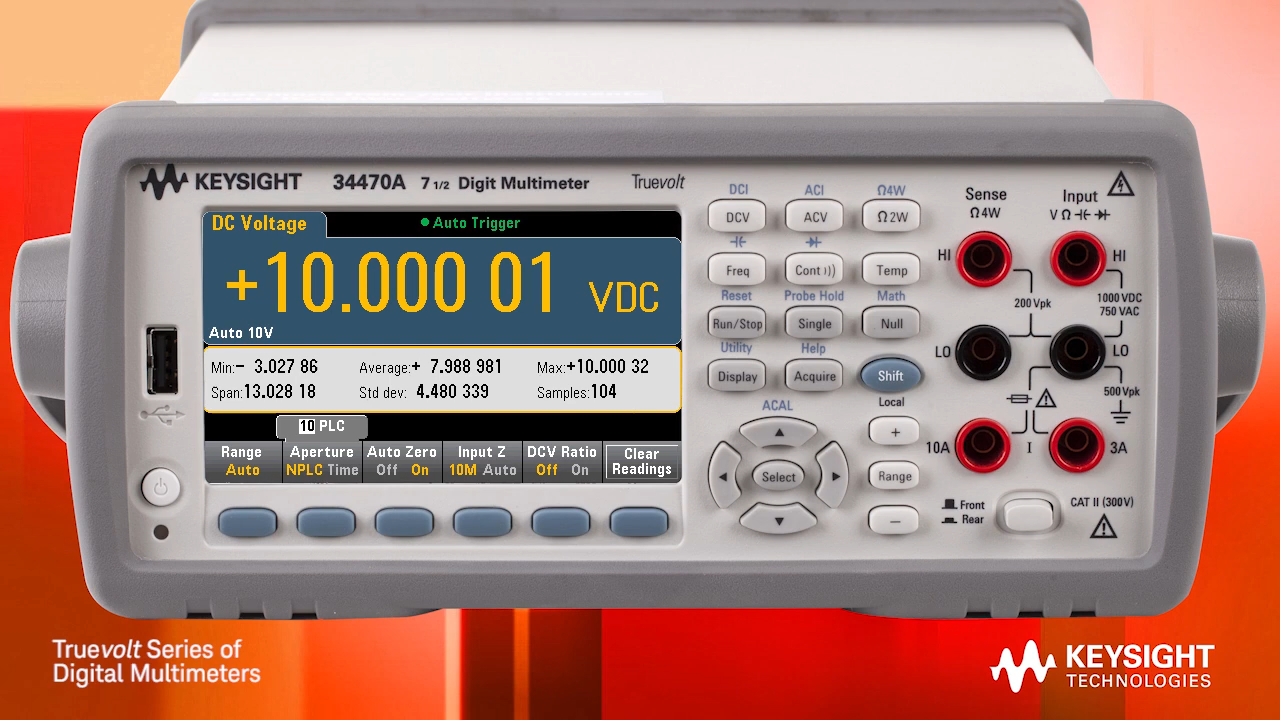 KEYSIGHT 34470A 7 1/2 Digit Multimeter Truevolt
DC Voltage
Auto Trigger
+10.000 01 VDC
Auto 10V
Min:− 3.027 86 Average:+ 7.988 981 Max:+10.000 32
Span:13.028 18 Std dev: 4.480 339 Samples:104
10 PLC
Range Aperture Auto Zero Input Z DCV Ratio Clear
Auto NPLC Time Off On 10M Auto Off On Readings
DCI ACI Ω4W
DCV ACV Ω2W
Freq Cont Temp
Reset Probe Hold Math
Run/Stop Single Null
Utility Help
Display Acquire Shift
ACAL Local
+
Select Range
−
Sense Input
Ω4W V Ω
HI HI
200 Vpk 1000 VDC
750 VAC
LO LO
500 Vpk
10A I 3A
Front
Rear
CAT II (300V)
Truevolt Series of
Digital Multimeters
KEYSIGHT
TECHNOLOGIES